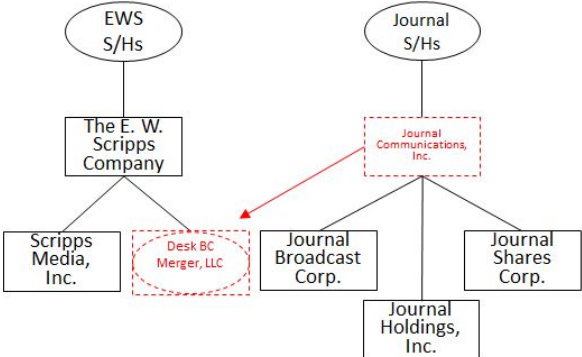 EWS
S/Hs
Journal
S/Hs
The E. W.
Scripps
Company
Journal
Communications,
Inc.
Scripps
Media,
Inc.
Desk BC
Merger, LLC
Journal
Broadcast
Corp.
Journal
Shares
Corp.
Journal
Holdings,
Inc.